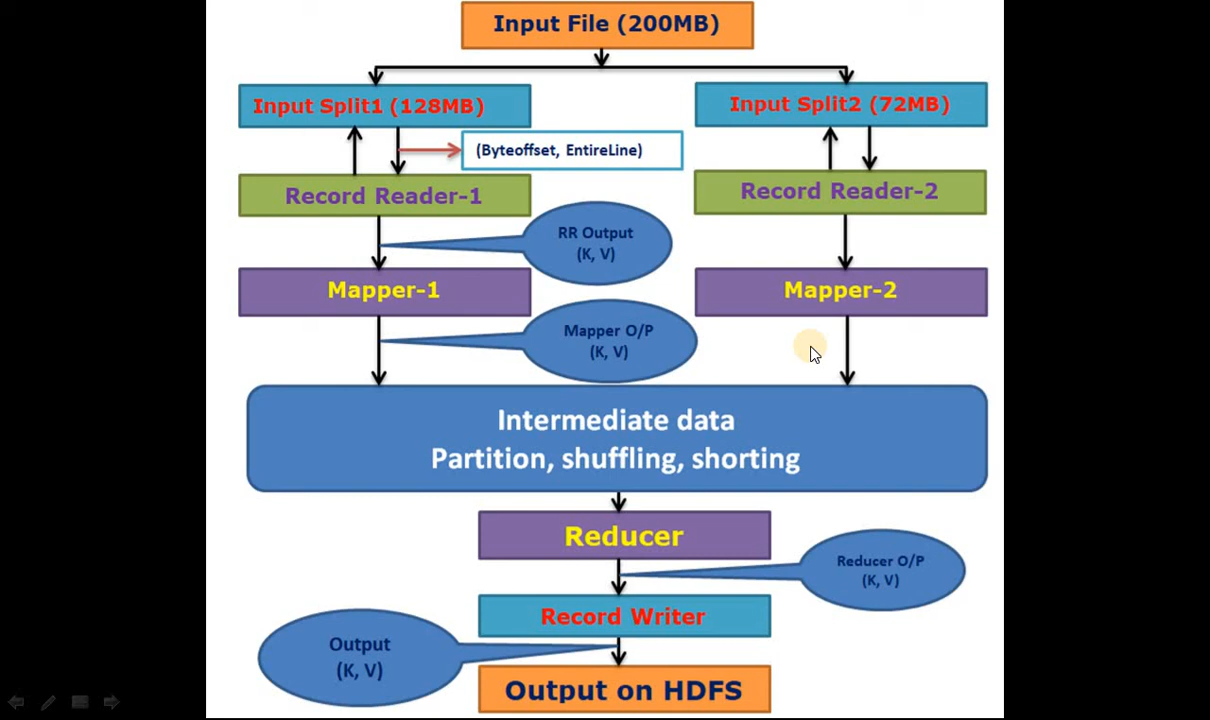 Input File (200MB)
Input Split1 (128MB)
Input Split2 (72MB)
(Byteoffset, EntireLine)
Record Reader-1
Record Reader-2
RR Output
(K, V)
Mapper-1
Mapper-2
Mapper O/P
(K, V)
Intermediate data
Partition, shuffling, shorting
Reducer
Reducer O/P
(K, V)
Record Writer
Output
(K, V)
Output on HDFS